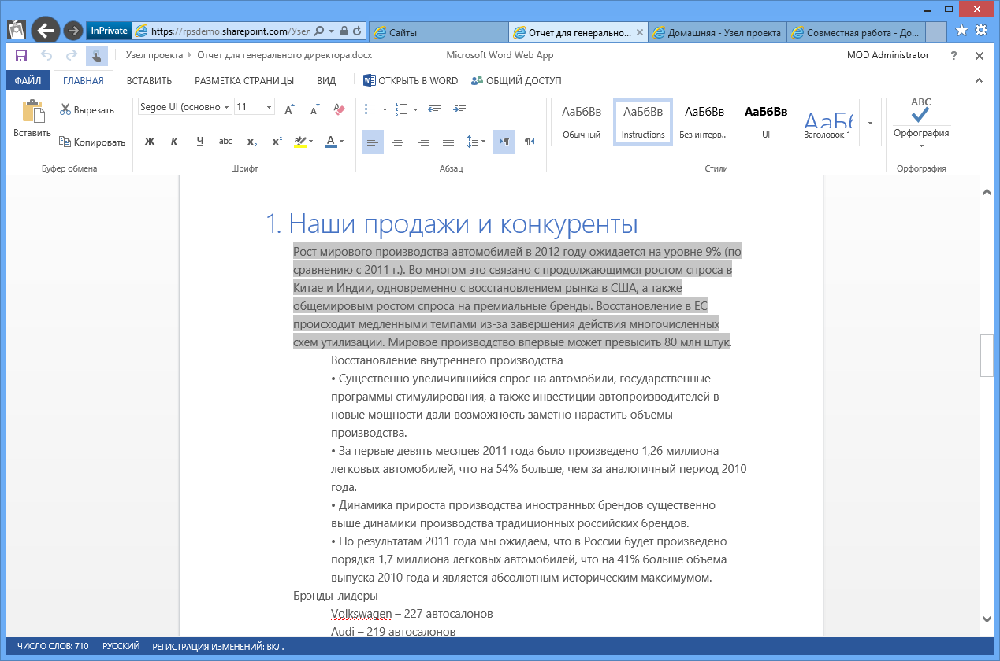 InPrivate https://rpsdemo.sharepoint.com/Узел Сайты Отчет для генерально... Домашняя - Узел проекта Совместная работа - До...
Узел проекта Отчет для генерального директора.docx Microsoft Word Web App MOD Administrator ?
ФАЙЛ ГЛАВНАЯ ВСТАВИТЬ РАЗМЕТКА СТРАНИЦЫ ВИД ОТКРЫТЬ В WORD ОБЩИЙ ДОСТУП
Вставить Вырезать Копировать
Segoe UI (основно 11
Ж К Ч abc x₂ x² A
АаБбВв АаБбВв АаБбВв АаБбВв АаБб
Обычный Instructions Без интерв... UI Заголовок 1
ABC
Орфография
Буфер обмена Шрифт Абзац Стили Орфография
1. Наши продажи и конкуренты
Рост мирового производства автомобилей в 2012 году ожидается на уровне 9% (по
сравнению с 2011 г.). Во многом это связано с продолжающимся ростом спроса в
Китае и Индии, одновременно с восстановлением рынка в США, а также
общемировым ростом спроса на премиальные бренды. Восстановление в ЕС
происходит медленными темпами из-за завершения действия многочисленных
схем утилизации. Мировое производство впервые может превысить 80 млн штук.
Восстановление внутреннего производства
• Существенно увеличившийся спрос на автомобили, государственные
программы стимулирования, а также инвестиции автопроизводителей в
новые мощности дали возможность заметно нарастить объемы
производства.
• За первые девять месяцев 2011 года было произведено 1,26 миллиона
легковых автомобилей, что на 54% больше, чем за аналогичный период 2010
года.
• Динамика прироста производства иностранных брендов существенно
выше динамики производства традиционных российских брендов.
• По результатам 2011 года мы ожидаем, что в России будет произведено
порядка 1,7 миллиона легковых автомобилей, что на 41% больше объема
выпуска 2010 года и является абсолютным историческим максимумом.
Брэнды-лидеры
Volkswagen – 227 автосалонов
Audi – 219 автосалонов
ЧИСЛО СЛОВ: 710 РУССКИЙ РЕГИСТРАЦИЯ ИЗМЕНЕНИЙ: ВКЛ.